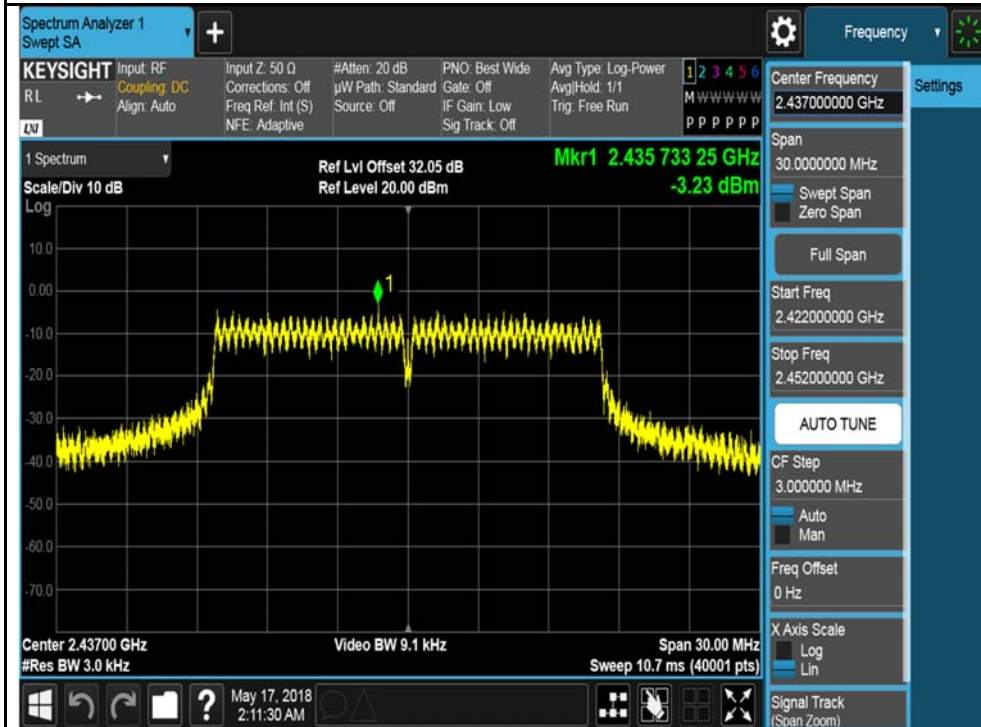 Spectrum Analyzer 1
Swept SA
+
Frequency
KEYSIGHT
RL
LXI
Input: RF
Coupling: DC
Align: Auto
Input Z: 50 Ω
Corrections: Off
Freq Ref: Int (S)
NFE: Adaptive
#Atten: 20 dB
µW Path: Standard
Source: Off
PNO: Best Wide
Gate: Off
IF Gain: Low
Sig Track: Off
Avg Type: Log-Power
Avg|Hold: 1/1
Trig: Free Run
1 2 3 4 5 6
M W W W W W
P P P P P P
1 Spectrum
Scale/Div 10 dB
Log
Ref Lvl Offset 32.05 dB
Ref Level 20.00 dBm
Mkr1 2.435 733 25 GHz
-3.23 dBm
10.0
0.00
-10.0
-20.0
-30.0
-40.0
-50.0
-60.0
-70.0
1
Center 2.43700 GHz
#Res BW 3.0 kHz
Video BW 9.1 kHz
Span 30.00 MHz
Sweep 10.7 ms (40001 pts)
?
May 17, 2018
2:11:30 AM
Center Frequency
2.437000000 GHz
Span
30.0000000 MHz
Swept Span
Zero Span
Full Span
Start Freq
2.422000000 GHz
Stop Freq
2.452000000 GHz
AUTO TUNE
CF Step
3.000000 MHz
Auto
Man
Freq Offset
0 Hz
X Axis Scale
Log
Lin
Signal Track
(Span Zoom)
Settings